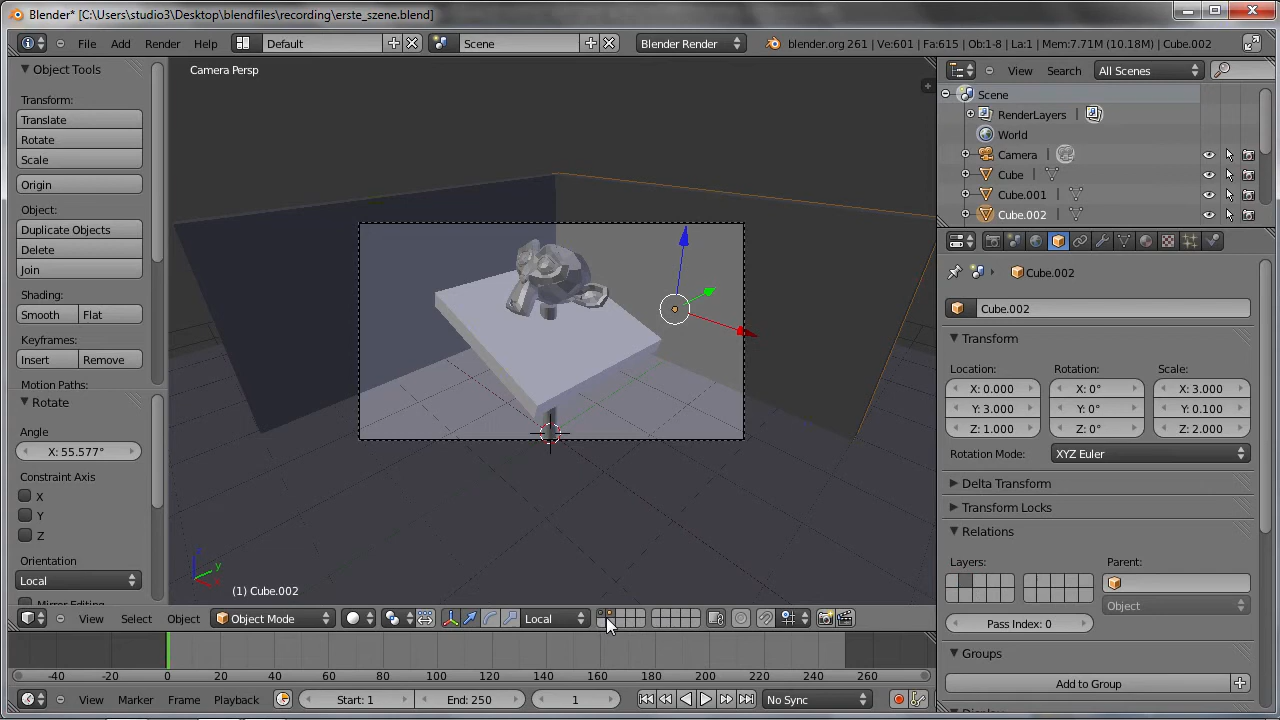 Blender* [C:\Users\studio3\Desktop\blendfiles\recording\erste_szene.blend]
File Add Render Help Default Scene Blender Render blender.org 261 | Ve:601 | Fa:615 | Ob:1-8 | La:1 | Mem:7.71M (10.18M) | Cube.002
Object Tools
Transform:
Translate
Rotate
Scale
Origin
Object:
Duplicate Objects
Delete
Join
Shading:
Smooth Flat
Keyframes:
Insert Remove
Motion Paths:
Rotate
Angle
X: 55.577°
Constraint Axis
X
Y
Z
Orientation
Local
Camera Persp
z
y
x
(1) Cube.002
View Select Object Object Mode Local
View Search All Scenes
Scene
RenderLayers |
World
Camera |
Cube |
Cube.001 |
Cube.002 |
Cube.002
Cube.002
Transform
Location: Rotation: Scale:
X: 0.000 X: 0° X: 3.000
Y: 3.000 Y: 0° Y: 0.100
Z: 1.000 Z: 0° Z: 2.000
Rotation Mode: XYZ Euler
Delta Transform
Transform Locks
Relations
Layers: Parent:
Object
Pass Index: 0
Groups
Add to Group
-40 -20 0 20 40 60 80 100 120 140 160 180 200 220 240 260
View Marker Frame Playback Start: 1 End: 250 1 No Sync